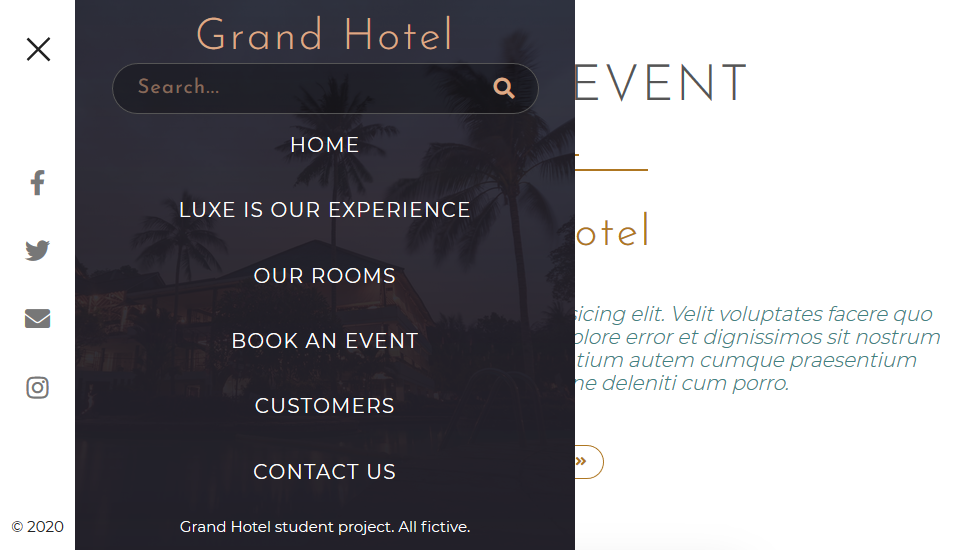 Grand Hotel
Search...
HOME
LUXE IS OUR EXPERIENCE
OUR ROOMS
BOOK AN EVENT
CUSTOMERS
CONTACT US
Grand Hotel student project. All fictive.
© 2020
EVENT
otel
sicing elit. Velit voluptates facere quo
olore error et dignissimos sit nostrum
tium autem cumque praesentium
me deleniti cum porro.
»